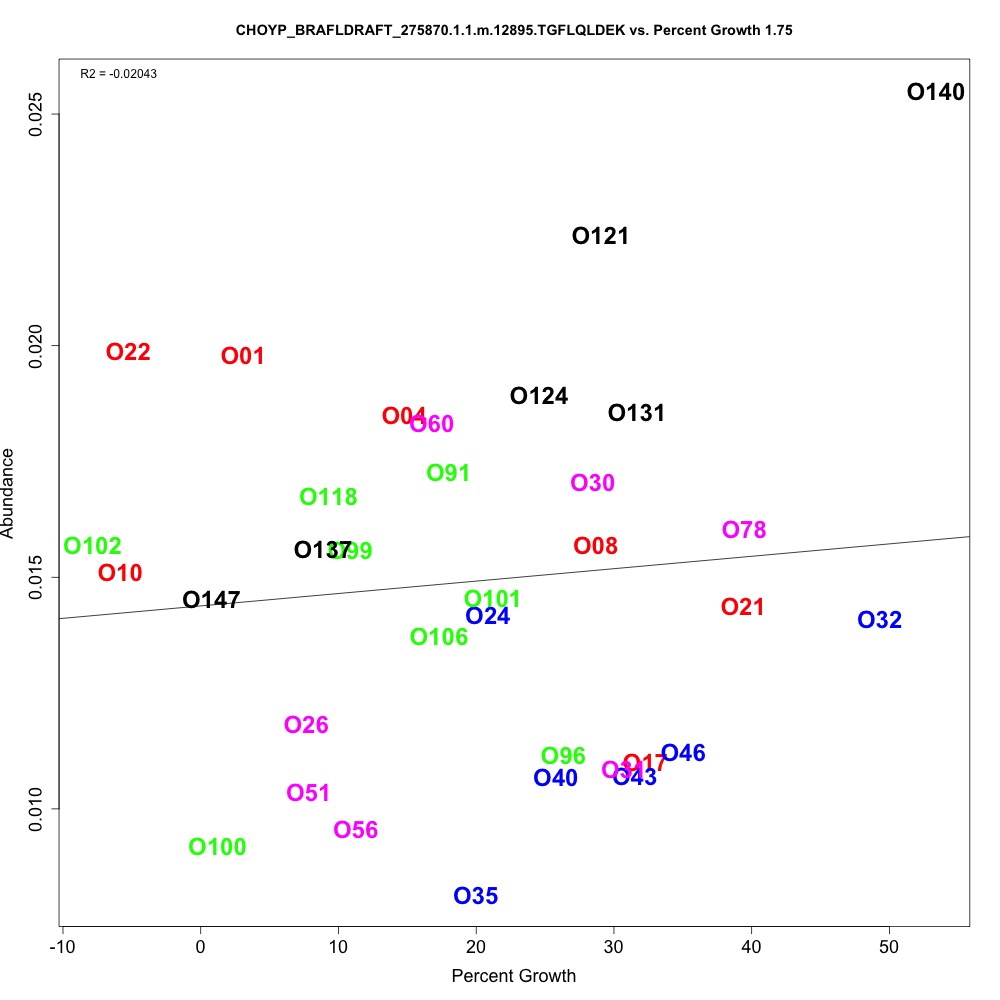 CHOYP_BRAFLDRAFT_275870.1.1.m.12895.TGFLQLDEK vs. Percent Growth 1.75
R2 = -0.02043
O140
0.025
O121
0.020
O22
O01
O124
O131
O04
O60
O91
O30
O118
O78
Abundance
O102
O137
O99
O08
O10
0.015
O147
O101
O21
O24
O32
O106
O26
O96
O46
O17
O31
O43
O40
O51
0.010
O56
O100
O35
-10 0 10 20 30 40 50
Percent Growth